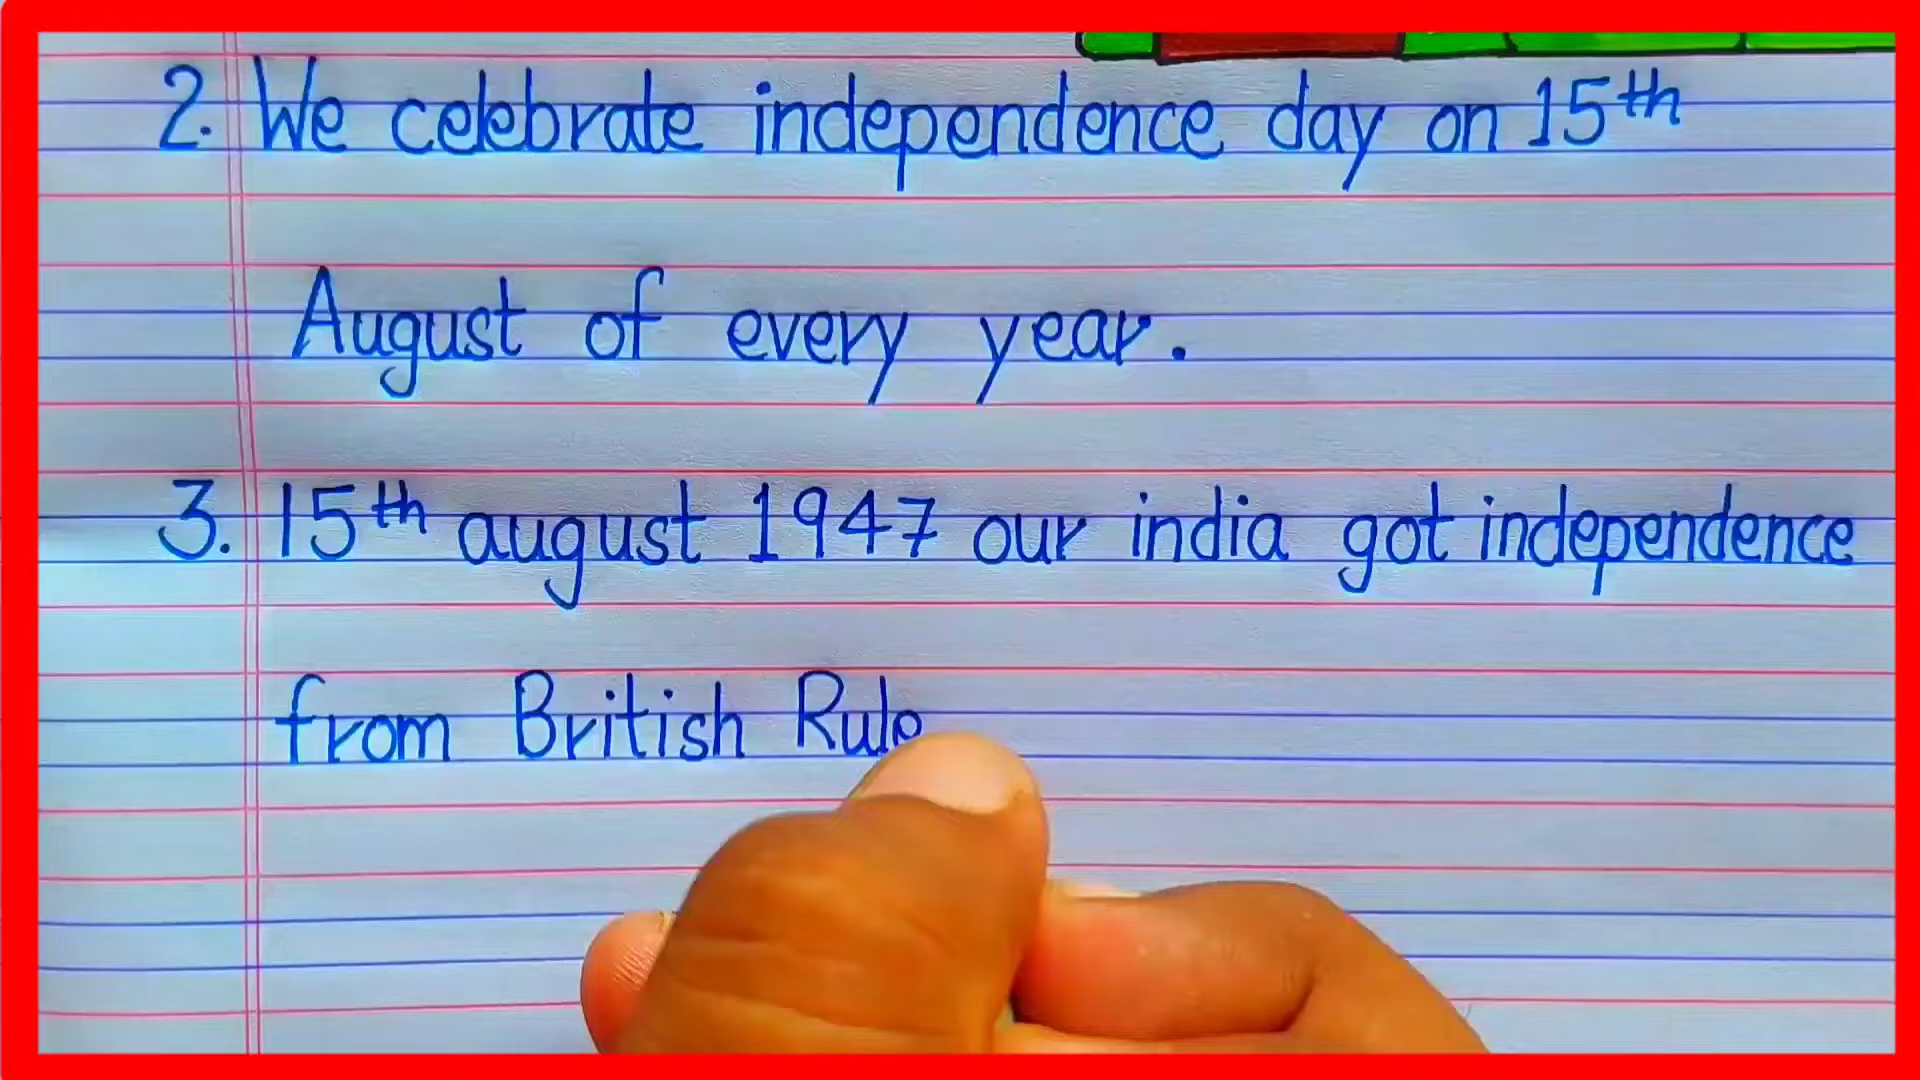 2. We celebrate independence day on 15th
August of every year.
3. 15th august 1947 our india got independence
from British Rule